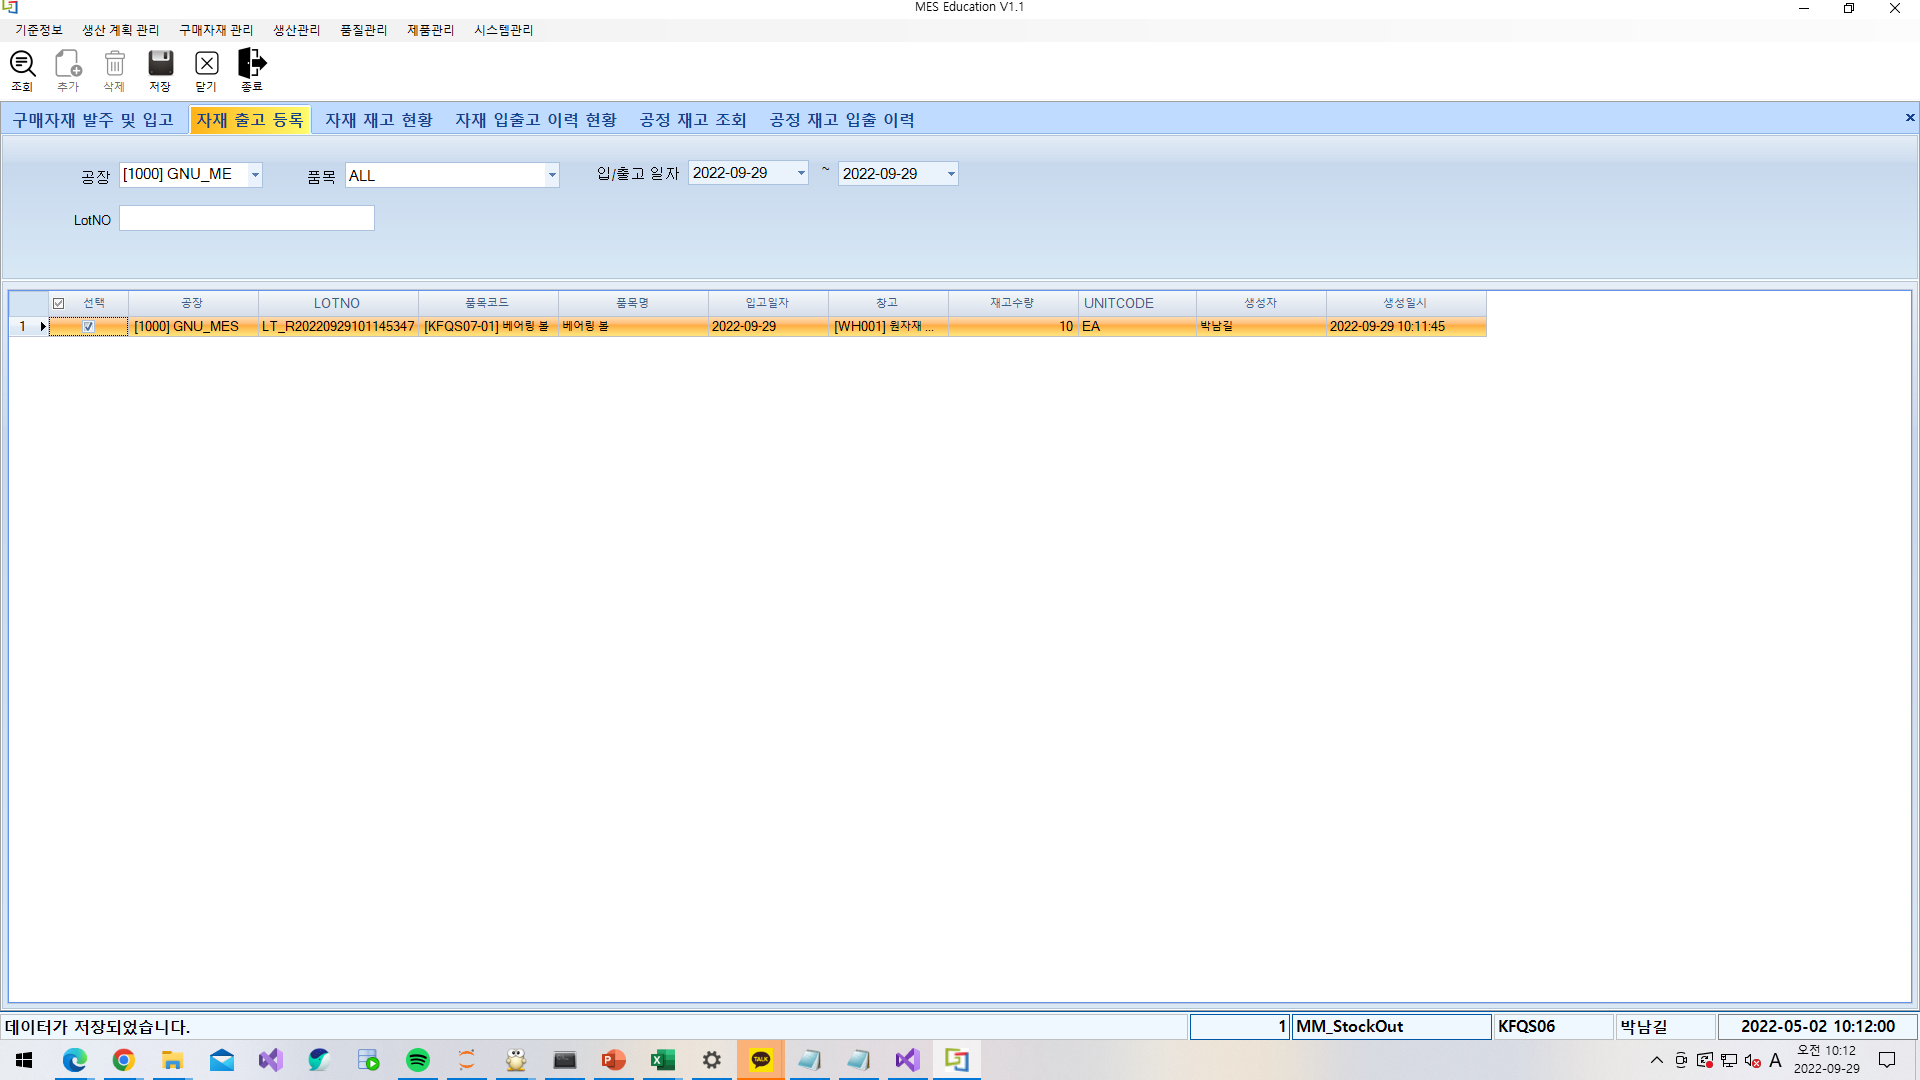 MES Education V1.1
기준정보 생산 계획 관리 구매자재 관리 생산관리 품질관리 제품관리 시스템관리
조회 추가 삭제 저장 닫기 종료
구매자재 발주 및 입고 자재 출고 등록 자재 재고 현황 자재 입출고 이력 현황 공정 재고 조회 공정 재고 입출 이력
공장 [1000] GNU_ME 품목 ALL 입/출고 일자 2022-09-29 ~ 2022-09-29
LotNO
선택 공장 LOTNO 품목코드 품목명 입고일자 창고 재고수량 UNITCODE 생성자 생성일시
1 [1000] GNU_MES LT_R20220929101145347 [KFQS07-01] 베어링 볼 베어링 볼 2022-09-29 [WH001] 원자재 ... 10 EA 박남길 2022-09-29 10:11:45
데이터가 저장되었습니다. 1 MM_StockOut KFQS06 박남길 2022-05-02 10:12:00
TALK A 오전 10:12
2022-09-29